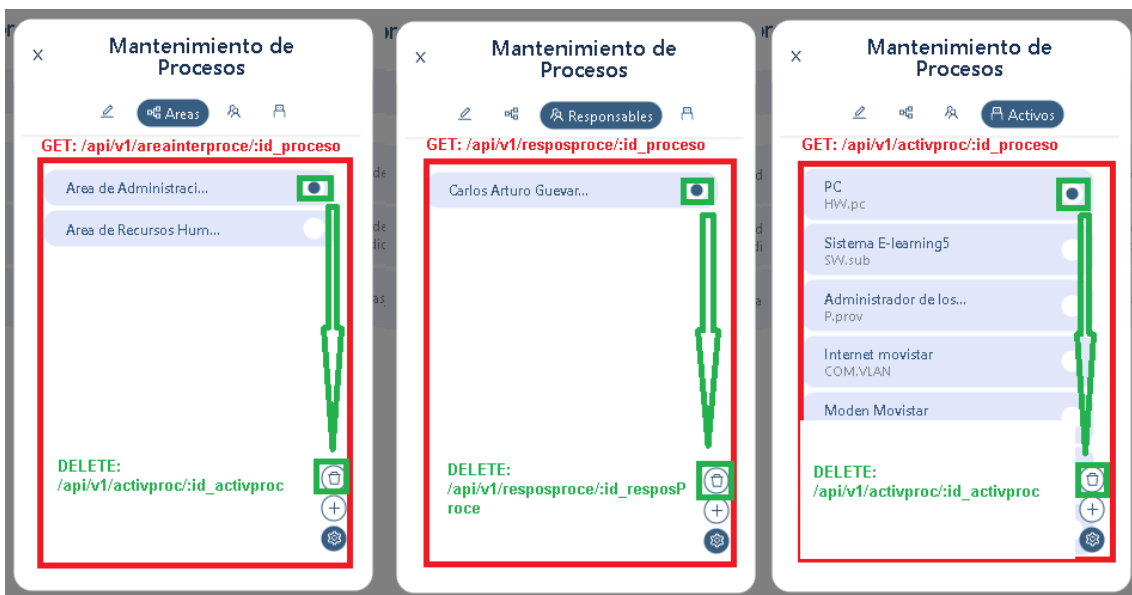 X
Mantenimiento de
Procesos
Areas
GET: /api/v1/areainterproce/:id_proceso
Area de Administraci...
Area de Recursos Hum...
DELETE:
/api/v1/activproc/:id_activproc
X
Mantenimiento de
Procesos
Responsables
GET: /api/v1/resposproce/:id_proceso
Carlos Arturo Guevar...
DELETE:
/api/v1/resposproce/:id_resposP
roce
X
Mantenimiento de
Procesos
Activos
GET: /api/v1/activproc/:id_proceso
PC
HW.pc
Sistema E-learning5
SW.sub
Administrador de los...
P.prov
Internet movistar
COM.VLAN
Moden Movistar
DELETE:
/api/v1/activproc/:id_activproc